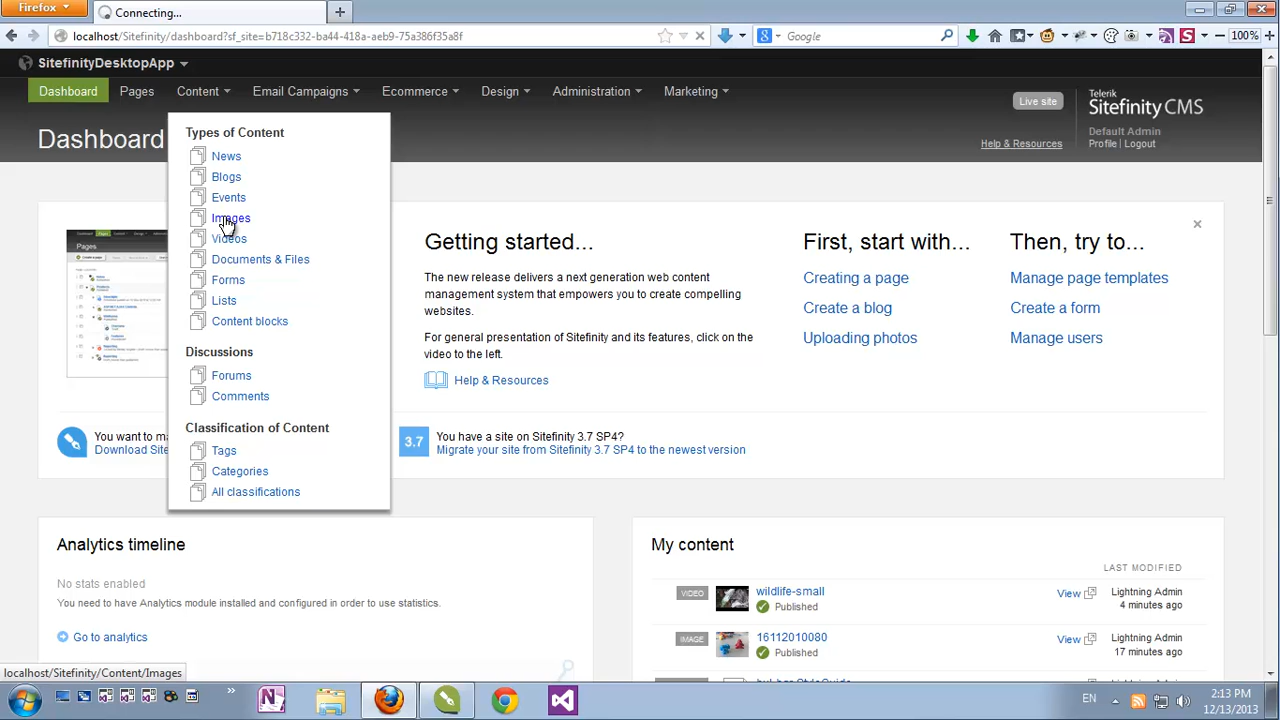 Firefox
Connecting...
localhost/Sitefinity/dashboard?sf_site=b718c332-ba44-418a-aeb9-75a386f35a8f
Google
100%
SitefinityDesktopApp
Dashboard
Pages
Content
Email Campaigns
Ecommerce
Design
Administration
Marketing
Live site
Telerik
Sitefinity CMS
Default Admin
Help & Resources
Profile | Logout
Dashboard
Types of Content
News
Blogs
Events
Images
Videos
Documents & Files
Forms
Lists
Content blocks
Discussions
Forums
Comments
Classification of Content
Tags
Categories
All classifications
Pages
Getting started...
The new release delivers a next generation web content
management system that empowers you to create compelling
websites.
For general presentation of Sitefinity and its features, click on the
video to the left.
Help & Resources
First, start with...
Creating a page
Create a blog
Uploading photos
Then, try to...
Manage page templates
Create a form
Manage users
You want to ma
Download Site
3.7
You have a site on Sitefinity 3.7 SP4?
Migrate your site from Sitefinity 3.7 SP4 to the newest version
Analytics timeline
No stats enabled
You need to have Analytics module installed and configured in order to use statistics.
Go to analytics
My content
LAST MODIFIED
VIDEO
wildlife-small
Published
View
Lightning Admin
4 minutes ago
IMAGE
16112010080
Published
View
Lightning Admin
17 minutes ago
localhost/Sitefinity/Content/Images
EN
2:13 PM
12/13/2013